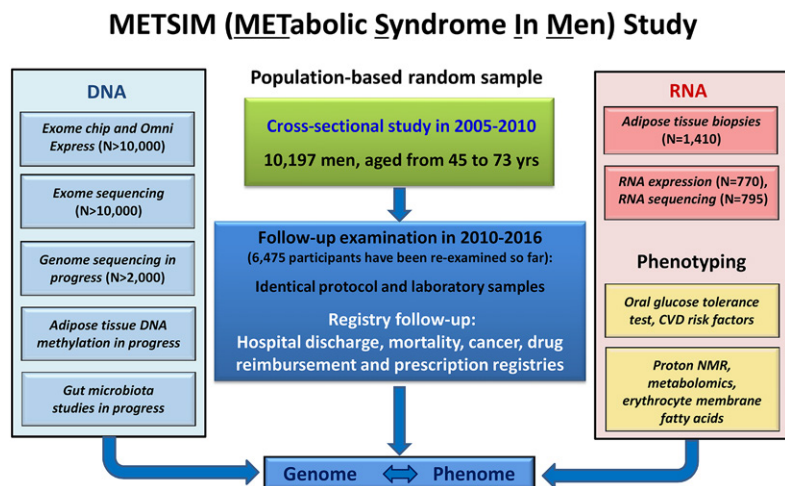 METSIM (METabolic Syndrome In Men) Study
DNA
Exome chip and Omni
Express (N>10,000)
Exome sequencing
(N>10,000)
Genome sequencing in
progress (N>2,000)
Adipose tissue DNA
methylation in progress
Gut microbiota
studies in progress
Population-based random sample
Cross-sectional study in 2005-2010
10,197 men, aged from 45 to 73 yrs
Follow-up examination in 2010-2016
(6,475 participants have been re-examined so far):
Identical protocol and laboratory samples
Registry follow-up:
Hospital discharge, mortality, cancer, drug
reimbursement and prescription registries
RNA
Adipose tissue biopsies
(N=1,410)
RNA expression (N=770),
RNA sequencing (N=795)
Phenotyping
Oral glucose tolerance
test, CVD risk factors
Proton NMR,
metabolomics,
erythrocyte membrane
fatty acids
Genome Phenome